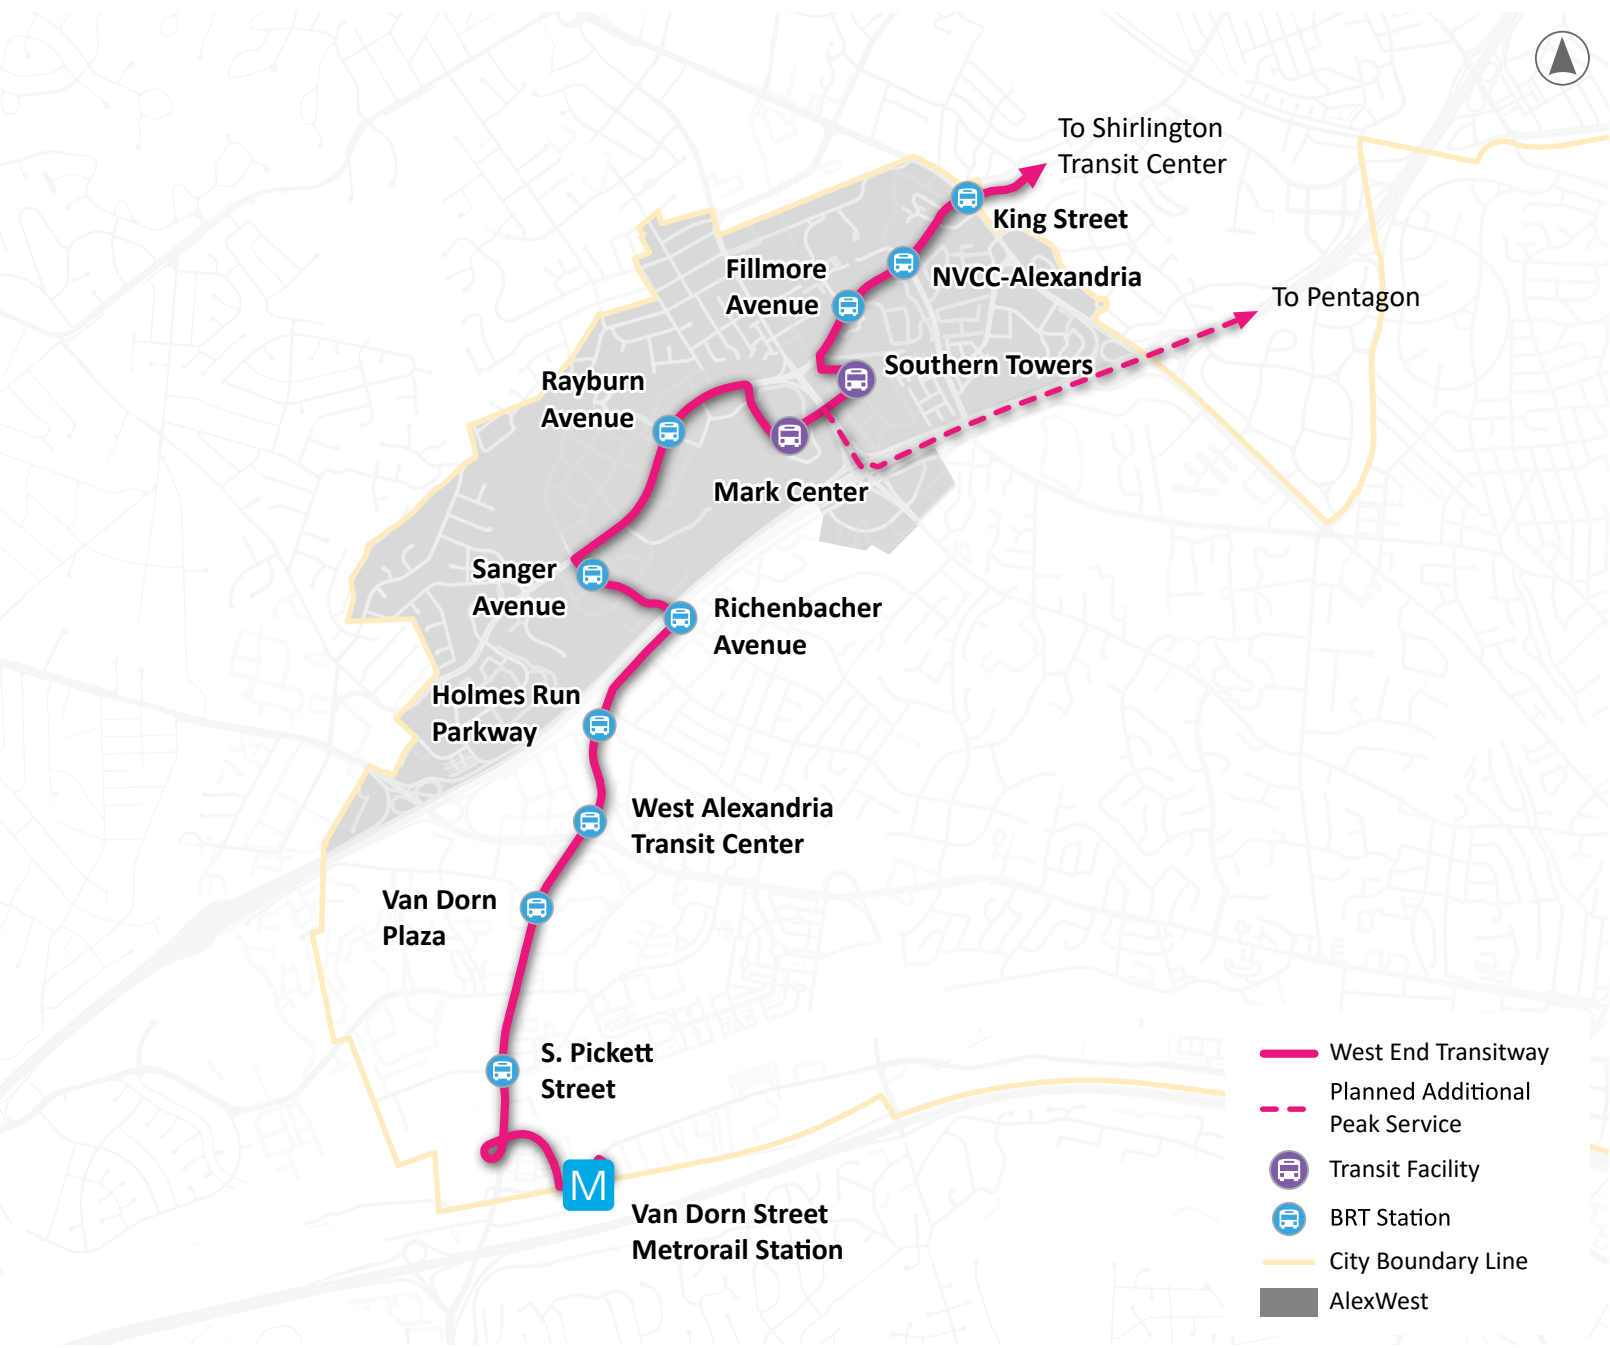 To Shirlington
Transit Center
King Street
Fillmore
Avenue
NVCC-Alexandria
To Pentagon
Southern Towers
Rayburn
Avenue
Mark Center
Sanger
Avenue
Richenbacher
Avenue
Holmes Run
Parkway
West Alexandria
Transit Center
Van Dorn
Plaza
S. Pickett
Street
M
Van Dorn Street
Metrorail Station
West End Transitway
Planned Additional
Peak Service
Transit Facility
BRT Station
City Boundary Line
AlexWest